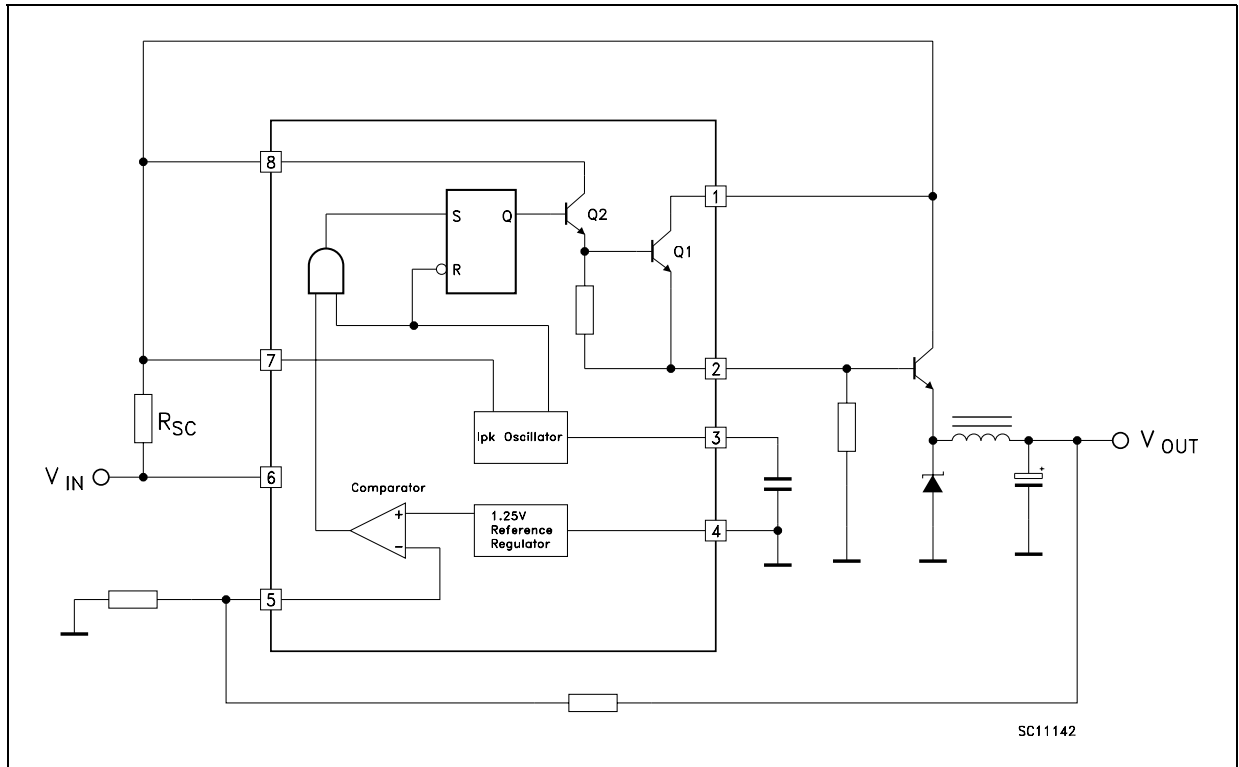 8
1
S Q
Q2
Q1
R
7
2
R SC
Ipk Oscillator
3
V OUT
V IN
6
Comparator
+
+
1.25V
Reference
Regulator
4
−
5
SC11142